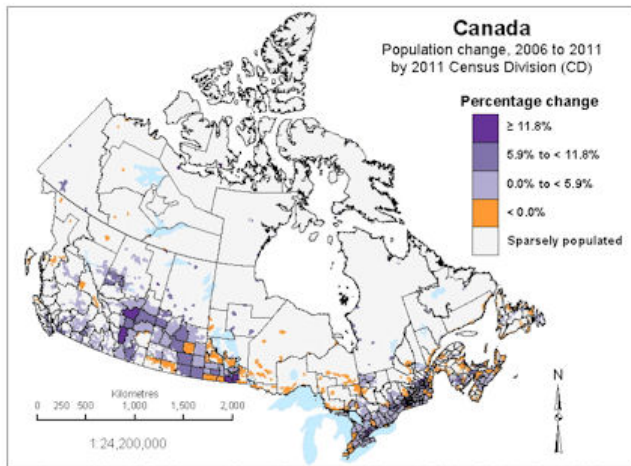 Canada
Population change, 2006 to 2011
by 2011 Census Division (CD)
Percentage change
≥ 11.8%
5.9% to < 11.8%
0.0% to < 5.9%
< 0.0%
Sparsely populated
N
Kilometres
0 250 500 1,000 1,500 2,000
1:24,200,000